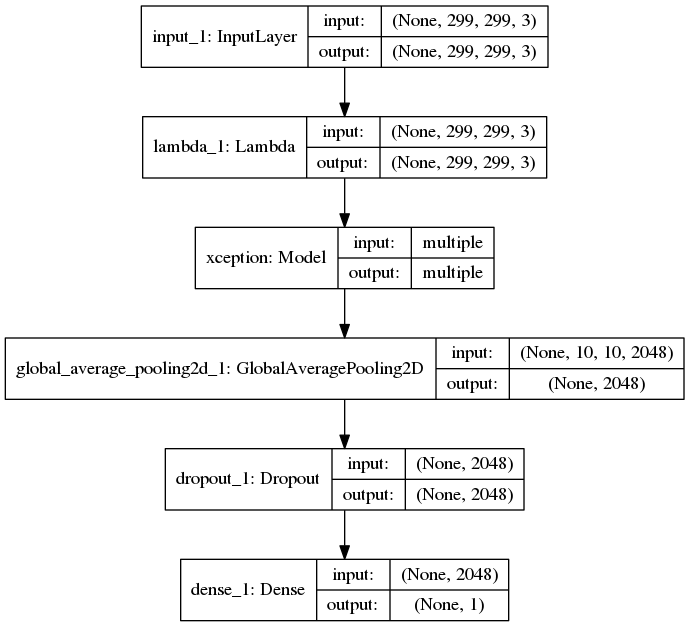 input_1: InputLayer
input: (None, 299, 299, 3)
output: (None, 299, 299, 3)
lambda_1: Lambda
input: (None, 299, 299, 3)
output: (None, 299, 299, 3)
xception: Model
input: multiple
output: multiple
global_average_pooling2d_1: GlobalAveragePooling2D
input: (None, 10, 10, 2048)
output: (None, 2048)
dropout_1: Dropout
input: (None, 2048)
output: (None, 2048)
dense_1: Dense
input: (None, 2048)
output: (None, 1)